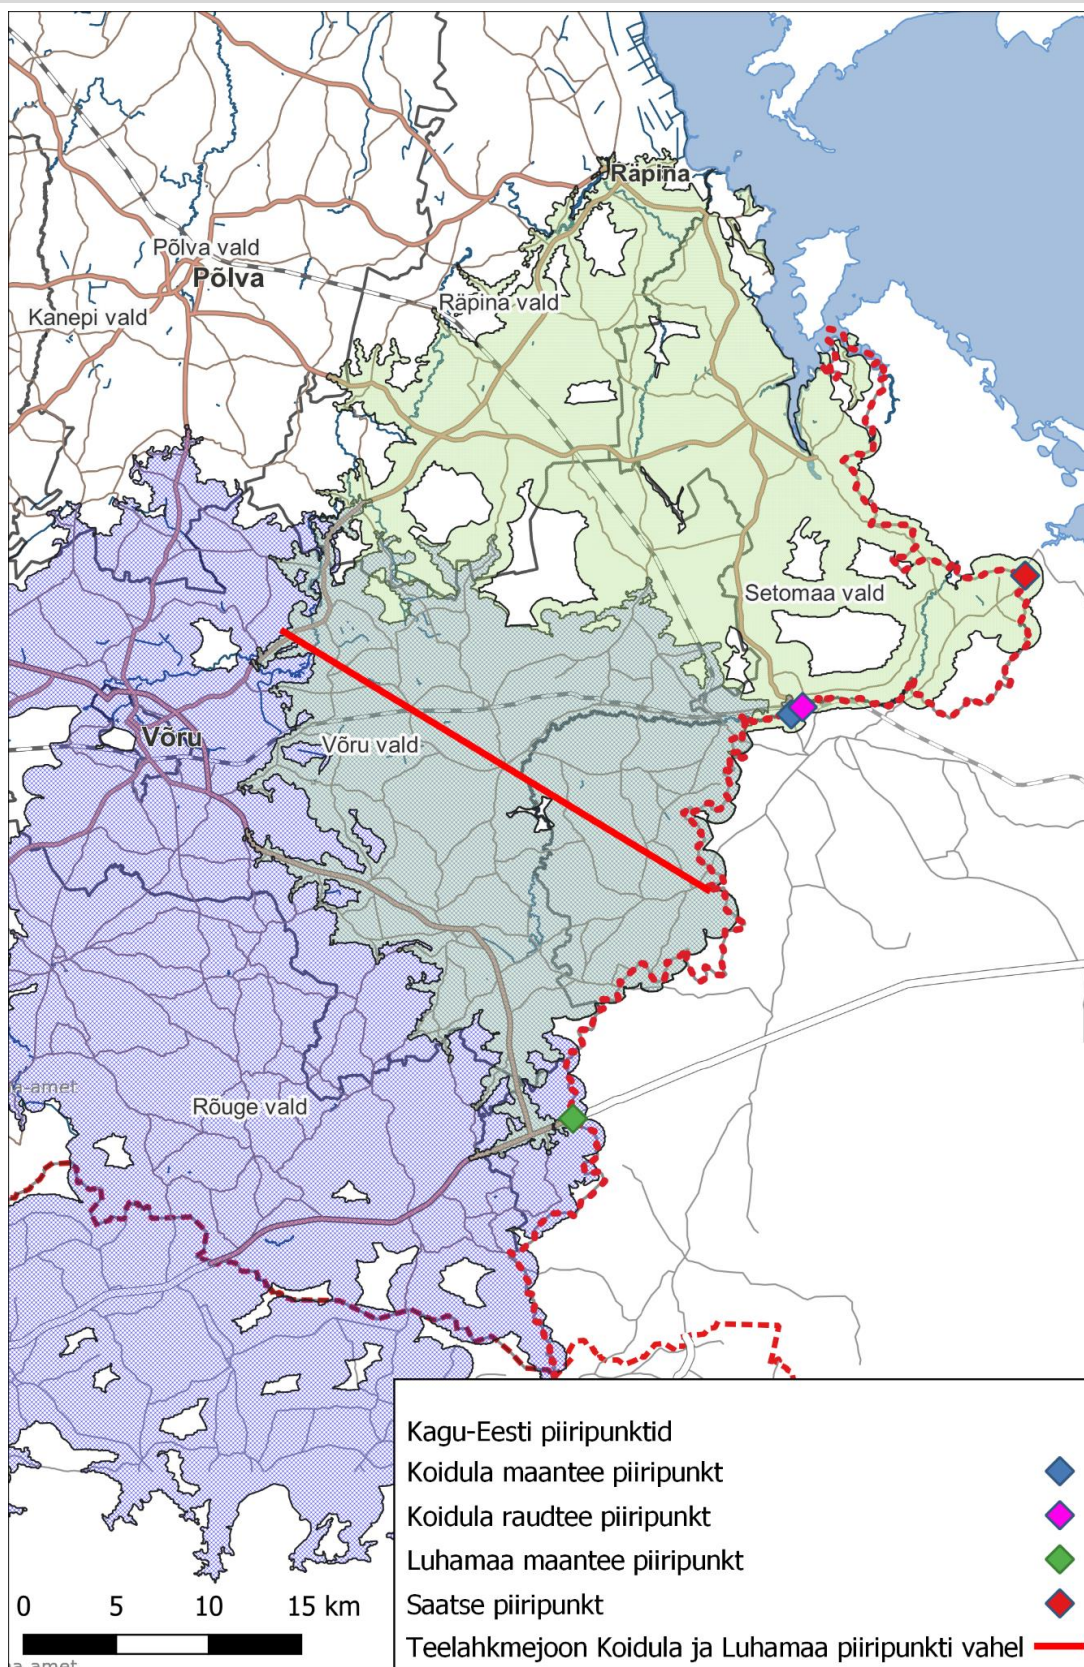 Räpina
Põlva vald
Põlva
Räpina vald
Kanepi vald
Setomaa vald
Võru
Võru vald
a-amet
Rõuge vald
Kagu-Eesti piiripunktid
Koidula maantee piiripunkt
Koidula raudtee piiripunkt
Luhamaa maantee piiripunkt
Saatse piiripunkt
Teelahkmejoon Koidula ja Luhamaa piiripunkti vahel
0 5 10 15 km